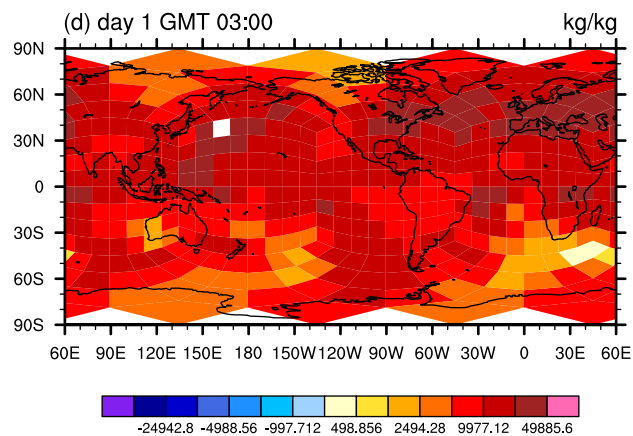 (d) day 1 GMT 03:00 kg/kg
90N
60N
30N
0
30S
60S
90S
60E 90E 120E 150E 180 150W 120W 90W 60W 30W 0 30E 60E
-24942.8 -4988.56 -997.712 498.856 2494.28 9977.12 49885.6